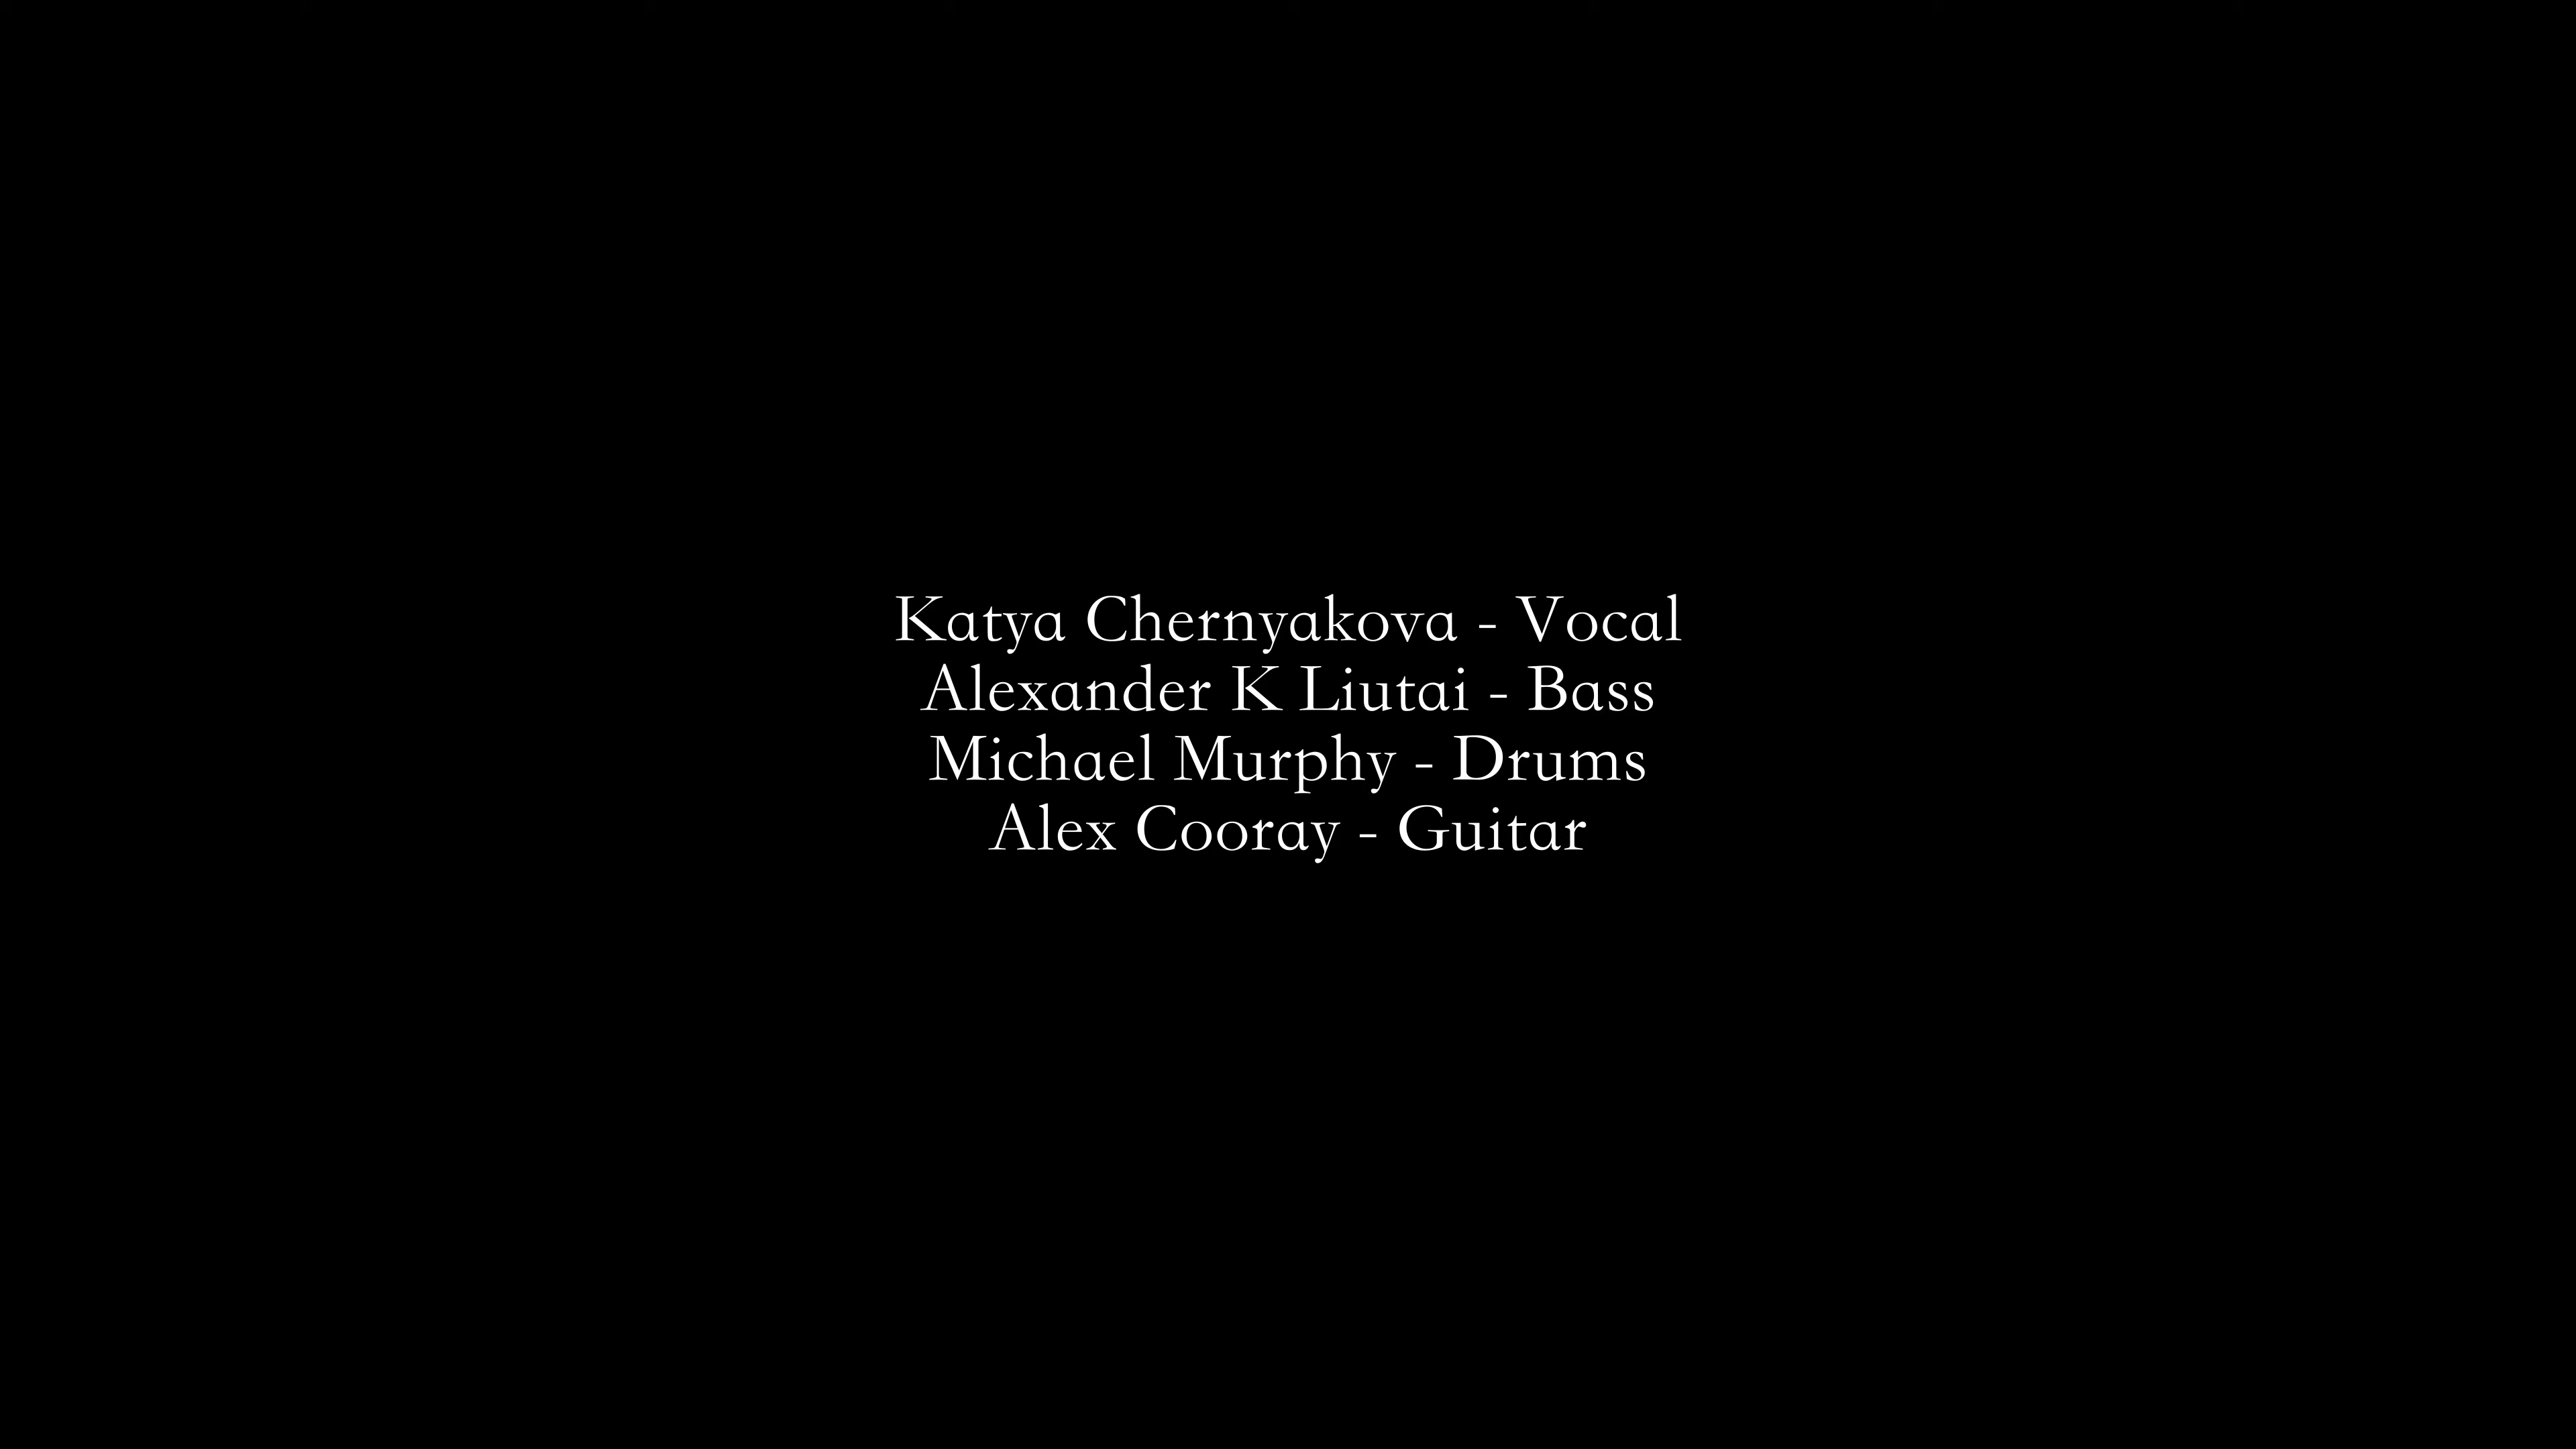 Katya Chernyakova - Vocal
Alexander K Liutai - Bass
Michael Murphy - Drums
Alex Cooray - Guitar